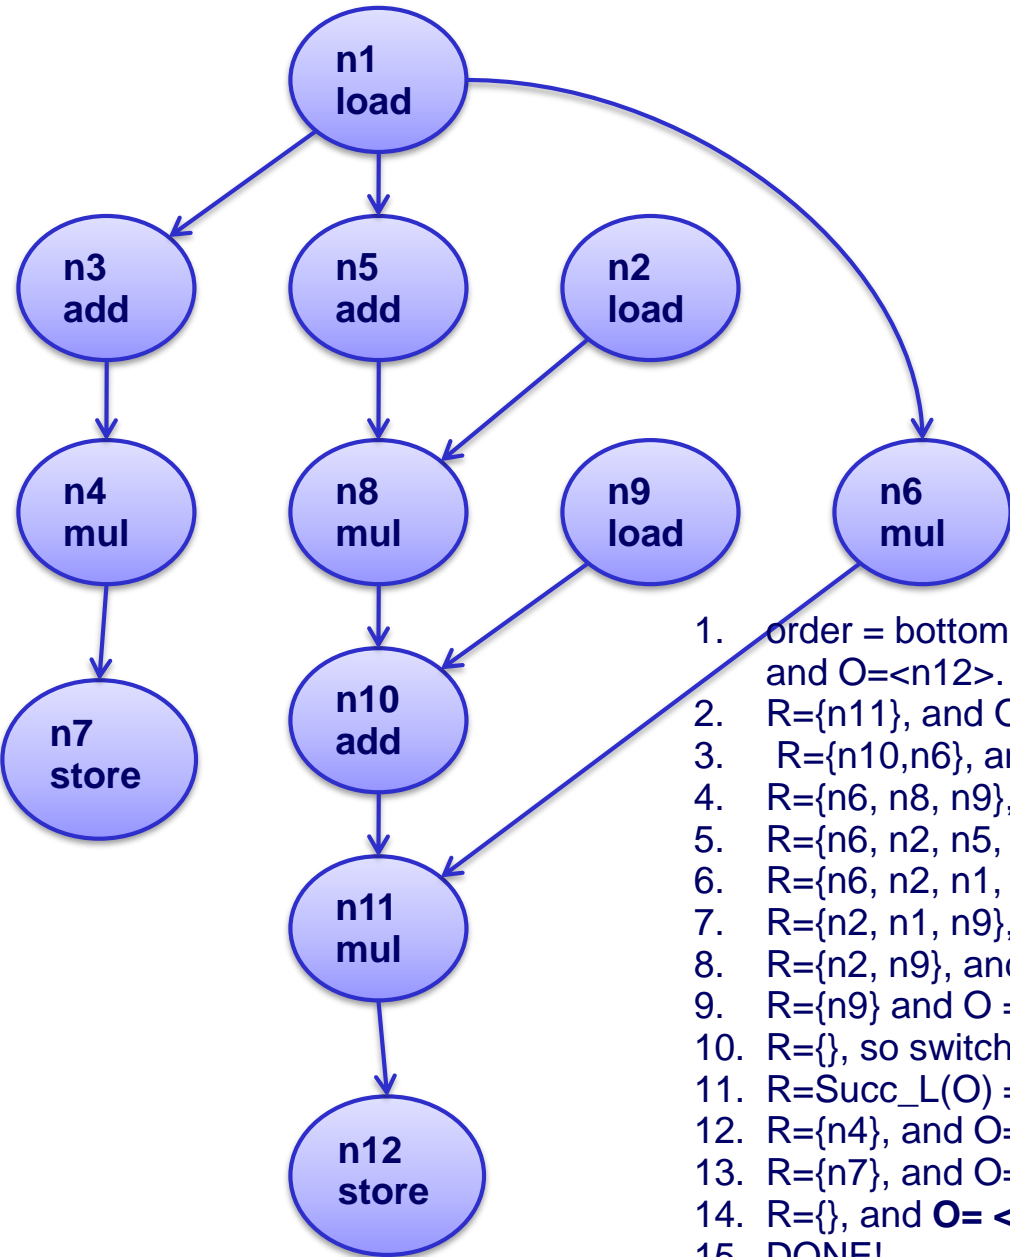 n1
load
n3
add
n5
add
n2
load
n4
mul
n8
mul
n9
load
n6
mul
n7
store
n10
add
n11
mul
n12
store
1. order = bottom
and O=<n12>.
2. R={n11}, and
3. R={n10,n6},
4. R={n6, n8, n9},
5. R={n6, n2, n5,
6. R={n6, n2, n1,
7. R={n2, n1, n9},
8. R={n2, n9},
9. R={n9} and O =
10. R={}, so switch
11. R=Succ_L(O) =
12. R={n4}, and O=
13. R={n7}, and O=
14. R={}, and O= <
15. DONE!